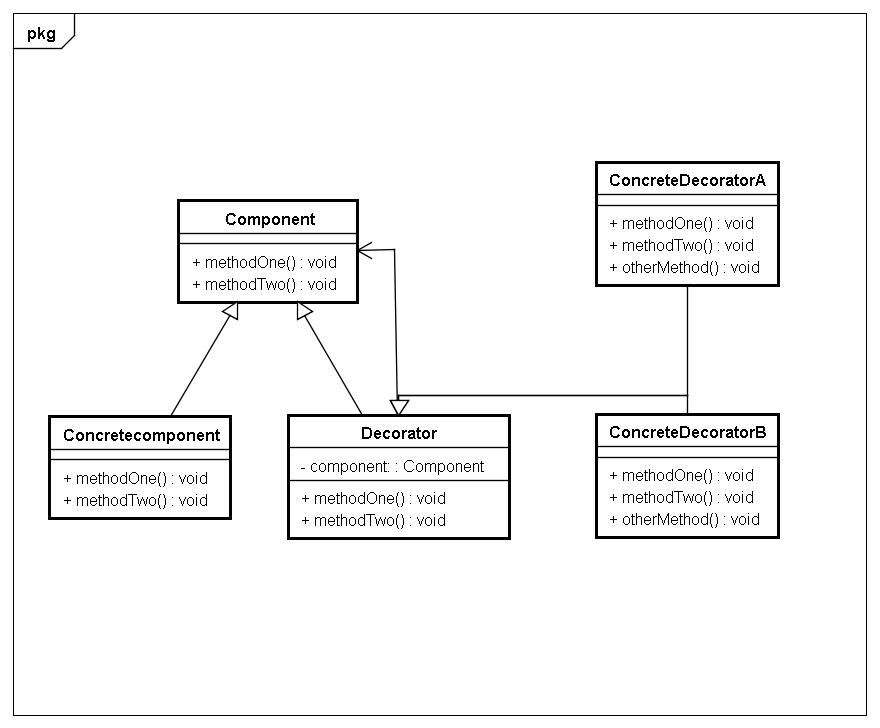 pkg
Component
+ methodOne() : void
+ methodTwo() : void
ConcreteDecoratorA
+ methodOne() : void
+ methodTwo() : void
+ otherMethod() : void
Concretecomponent
+ methodOne() : void
+ methodTwo() : void
Decorator
- component: : Component
+ methodOne() : void
+ methodTwo() : void
ConcreteDecoratorB
+ methodOne() : void
+ methodTwo() : void
+ otherMethod() : void